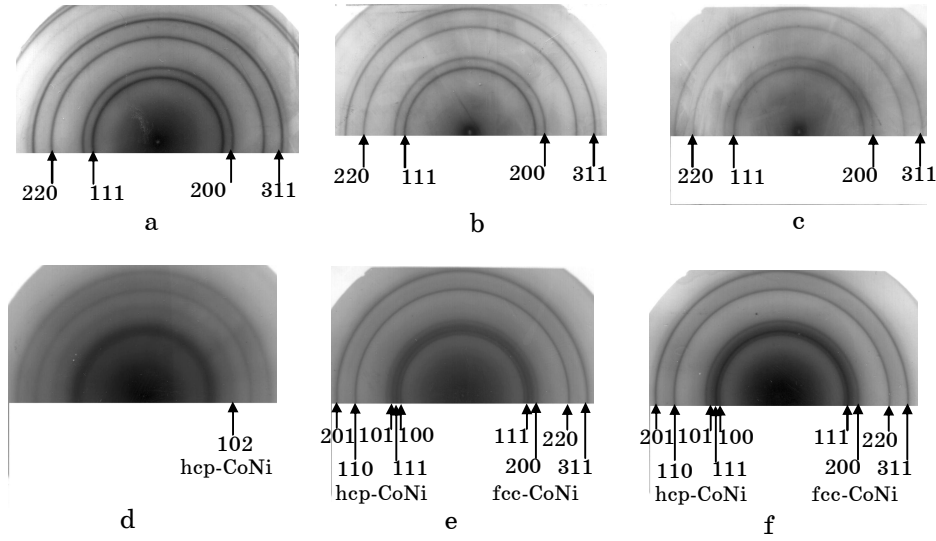 220 111 200 311
a
220 111 200 311
b
220 111 200 311
c
102
hcp-CoNi
d
201 101 100 111 220
110 111 200 311
hcp-CoNi fcc-CoNi
e
201 101 100 111 220
110 111 200 311
hcp-CoNi fcc-CoNi
f